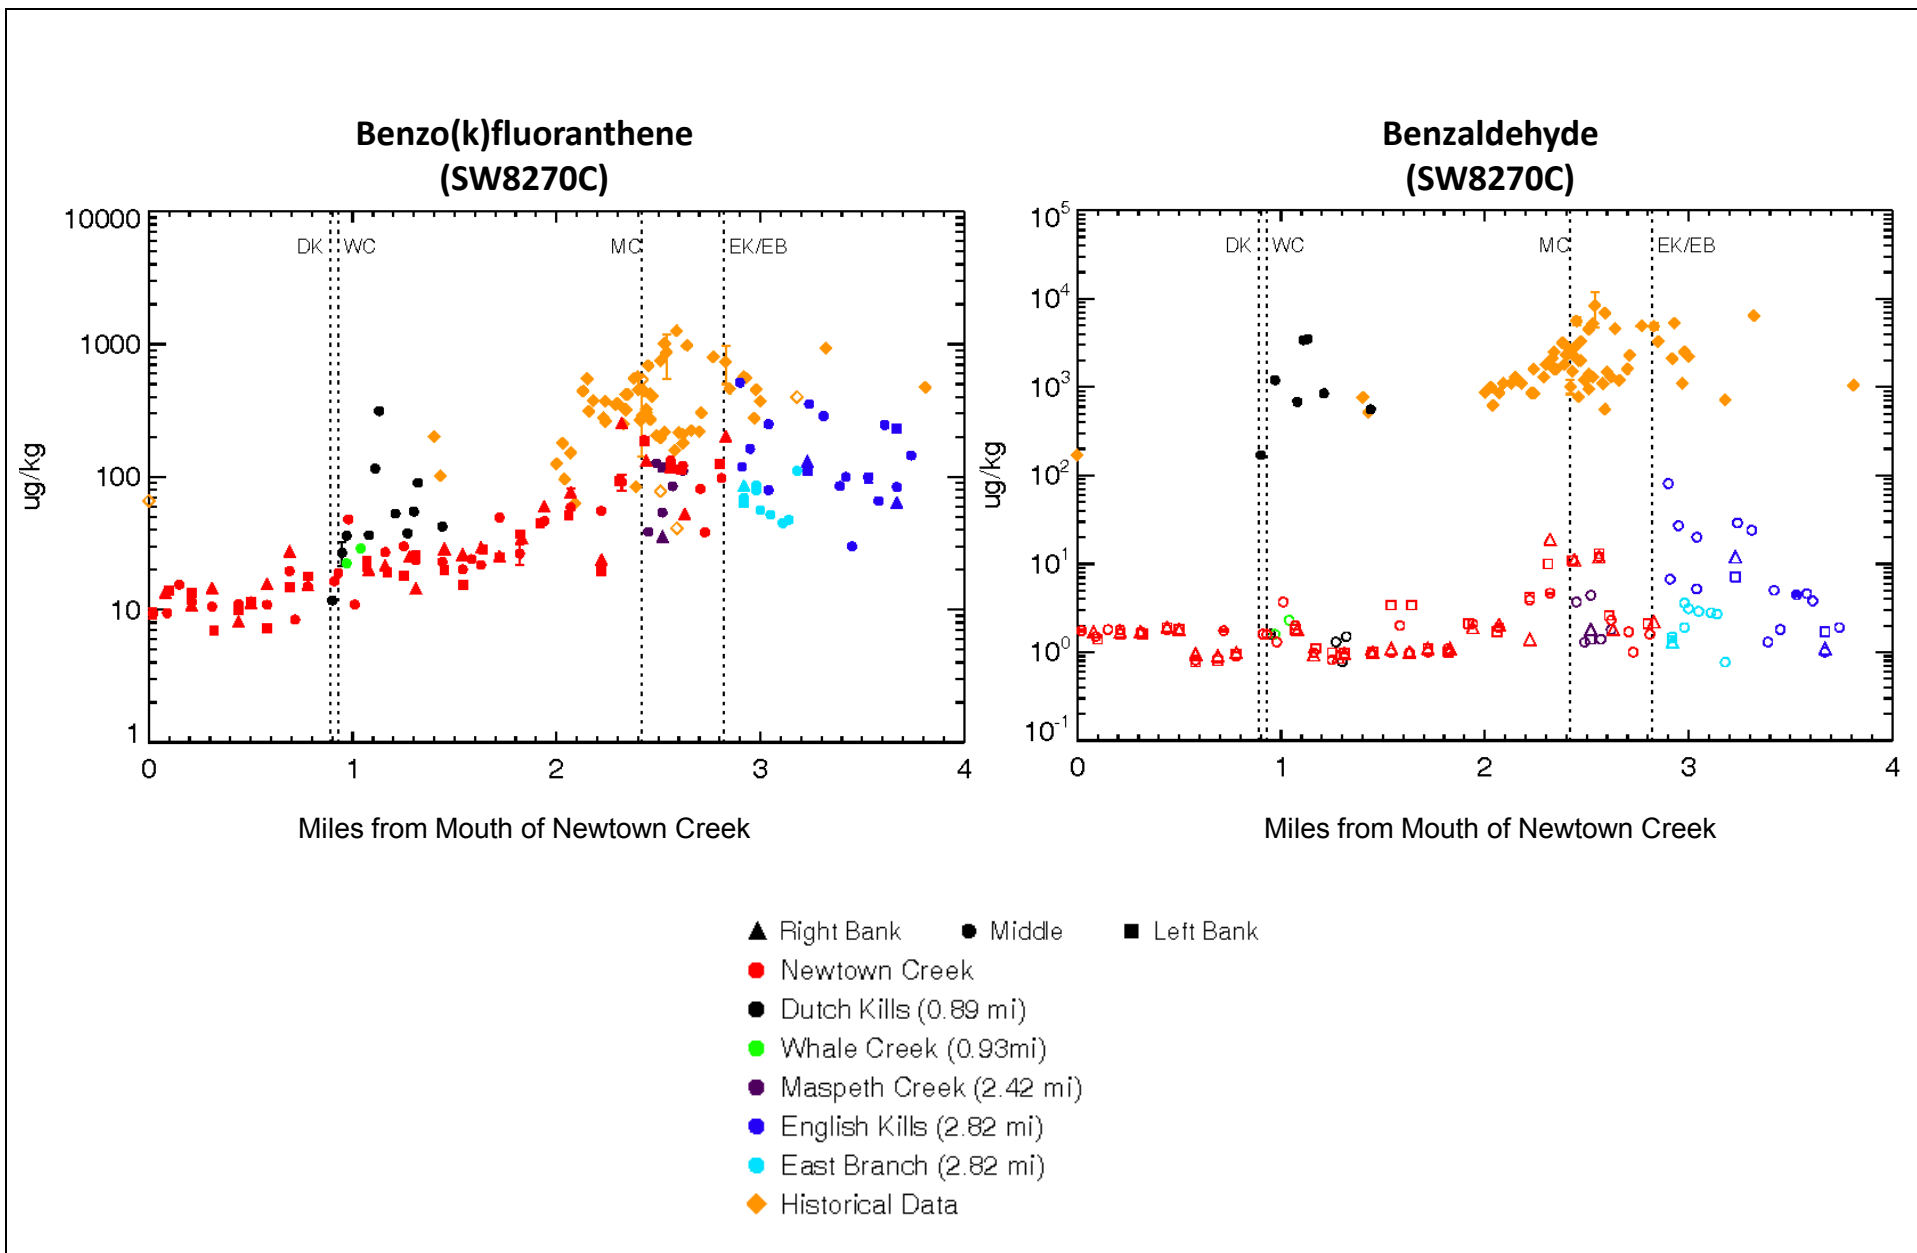 Benzo(k)fluoranthene
(SW8270C)
10000
1000
100
10
1
ug/kg
DK
WC
MC
EK/EB
0 1 2 3 4
Miles from Mouth of Newtown Creek
Benzaldehyde
(SW8270C)
10^5
10^4
10^3
10^2
10^1
10^0
10^-1
ug/kg
DK
WC
MC
EK/EB
0 1 2 3 4
Miles from Mouth of Newtown Creek
Right Bank Middle Left Bank
Newtown Creek
Dutch Kills (0.89 mi)
Whale Creek (0.93mi)
Maspeth Creek (2.42 mi)
English Kills (2.82 mi)
East Branch (2.82 mi)
Historical Data